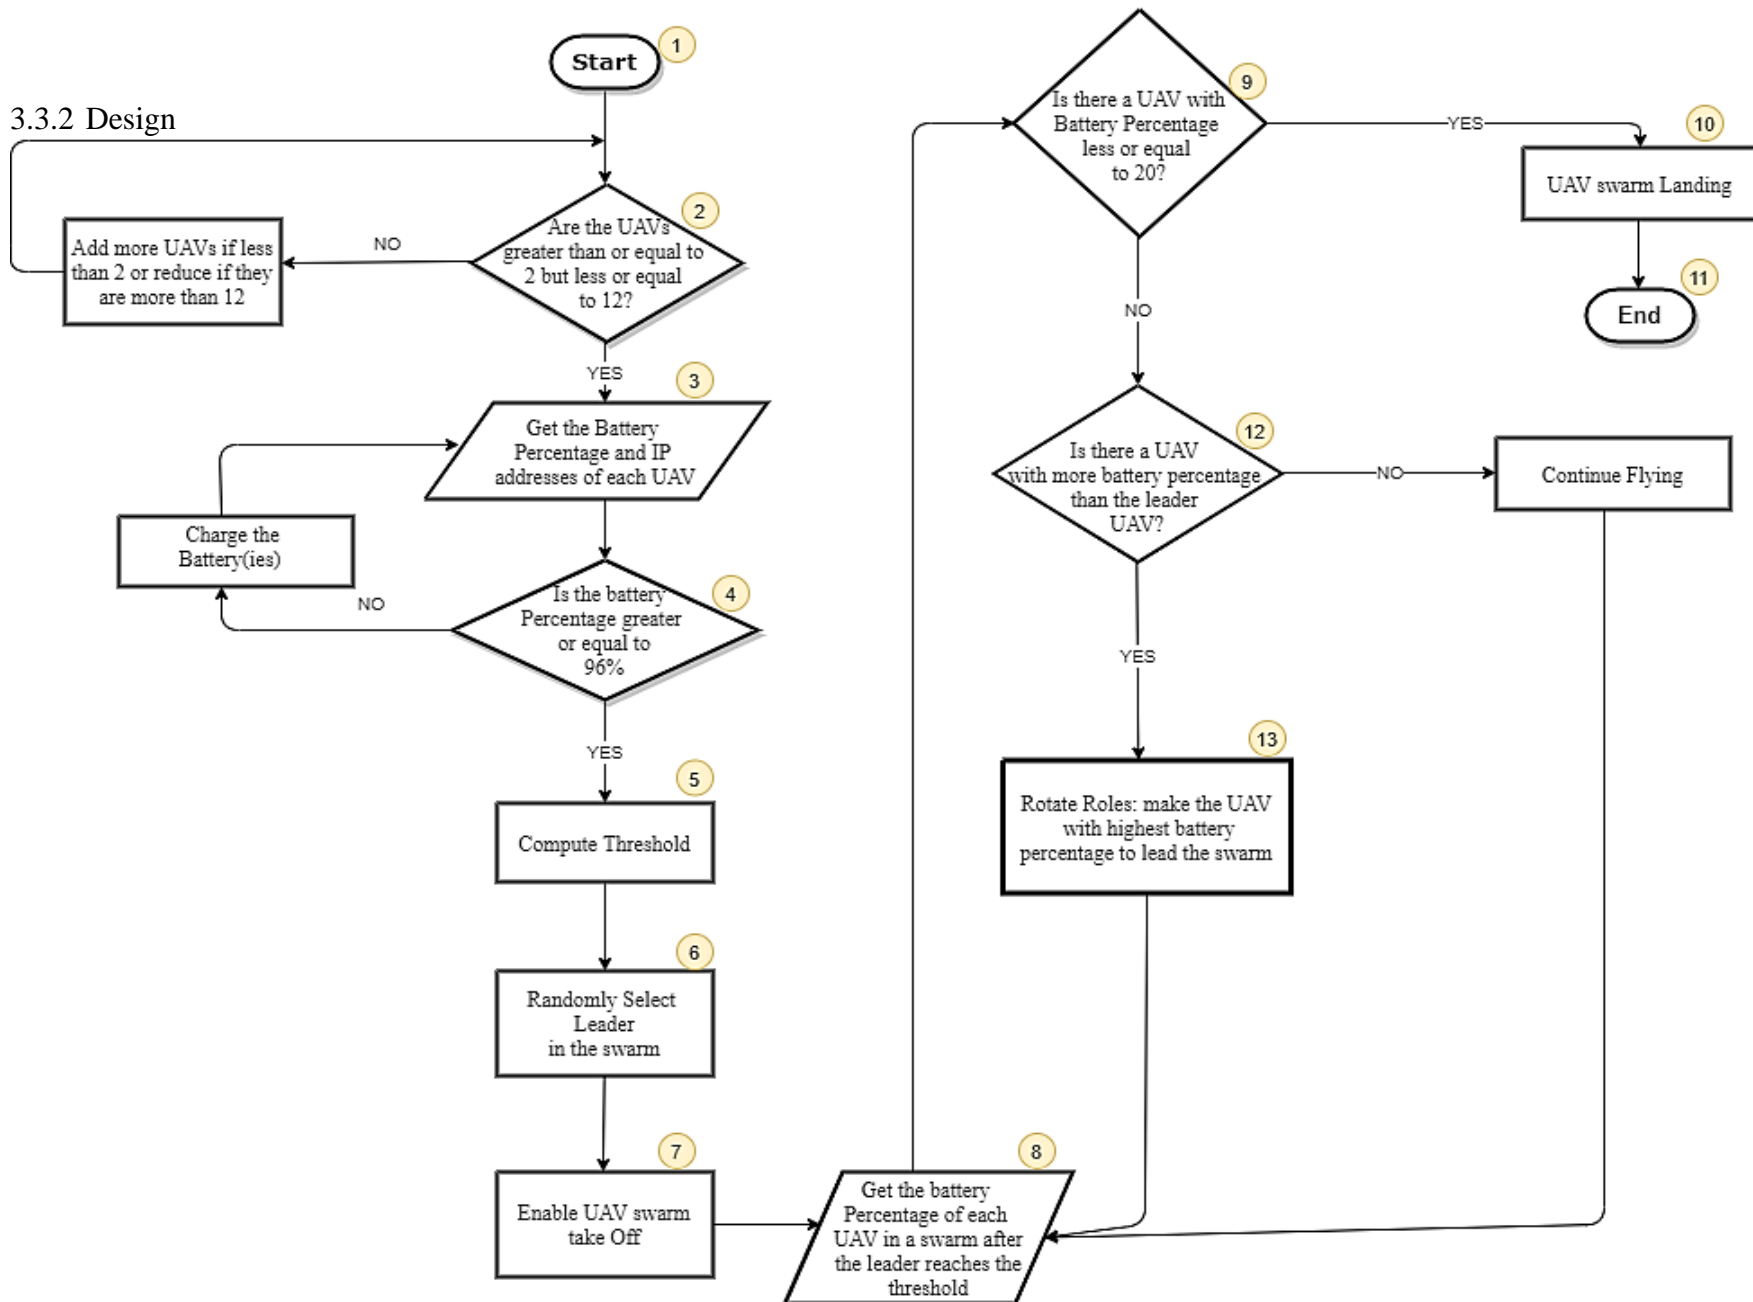 3.3.2 Design
Start
1
Are the UAVs
greater than or equal to
2 but less or equal
to 12?
2
NO
Add more UAVs if less
than 2 or reduce if they
are more than 12
YES
3
Get the Battery
Percentage and IP
addresses of each UAV
Charge the
Battery(ies)
NO
4
Is the battery
Percentage greater
or equal to
96%
YES
5
Compute Threshold
6
Randomly Select
Leader
in the swarm
7
Enable UAV swarm
take Off
8
Get the battery
Percentage of each
UAV in a swarm after
the leader reaches the
threshold
9
Is there a UAV with
Battery Percentage
less or equal
to 20?
YES
10
UAV swarm Landing
11
End
NO
12
Is there a UAV
with more battery percentage
than the leader
UAV?
NO
Continue Flying
YES
13
Rotate Roles: make the UAV
with highest battery
percentage to lead the swarm